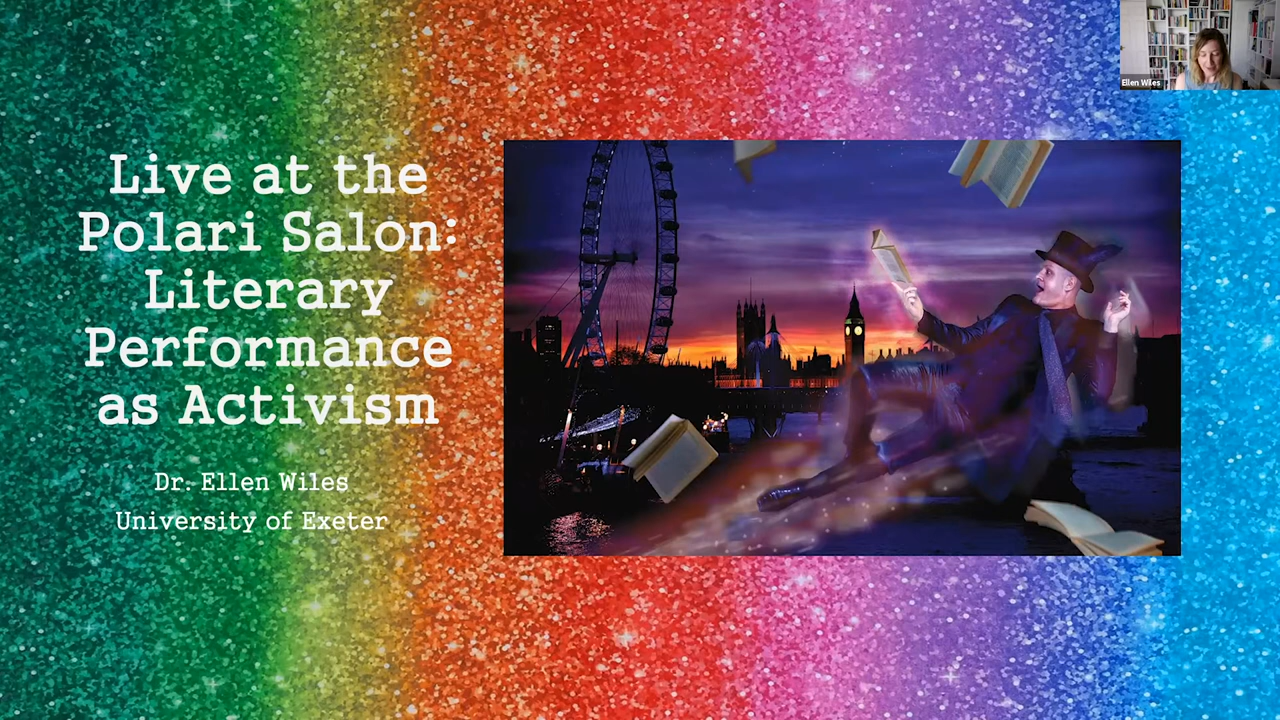 Ellen Wiles
Live at the
Polari Salon:
Literary
Performance
as Activism
Dr. Ellen Wiles
University of Exeter